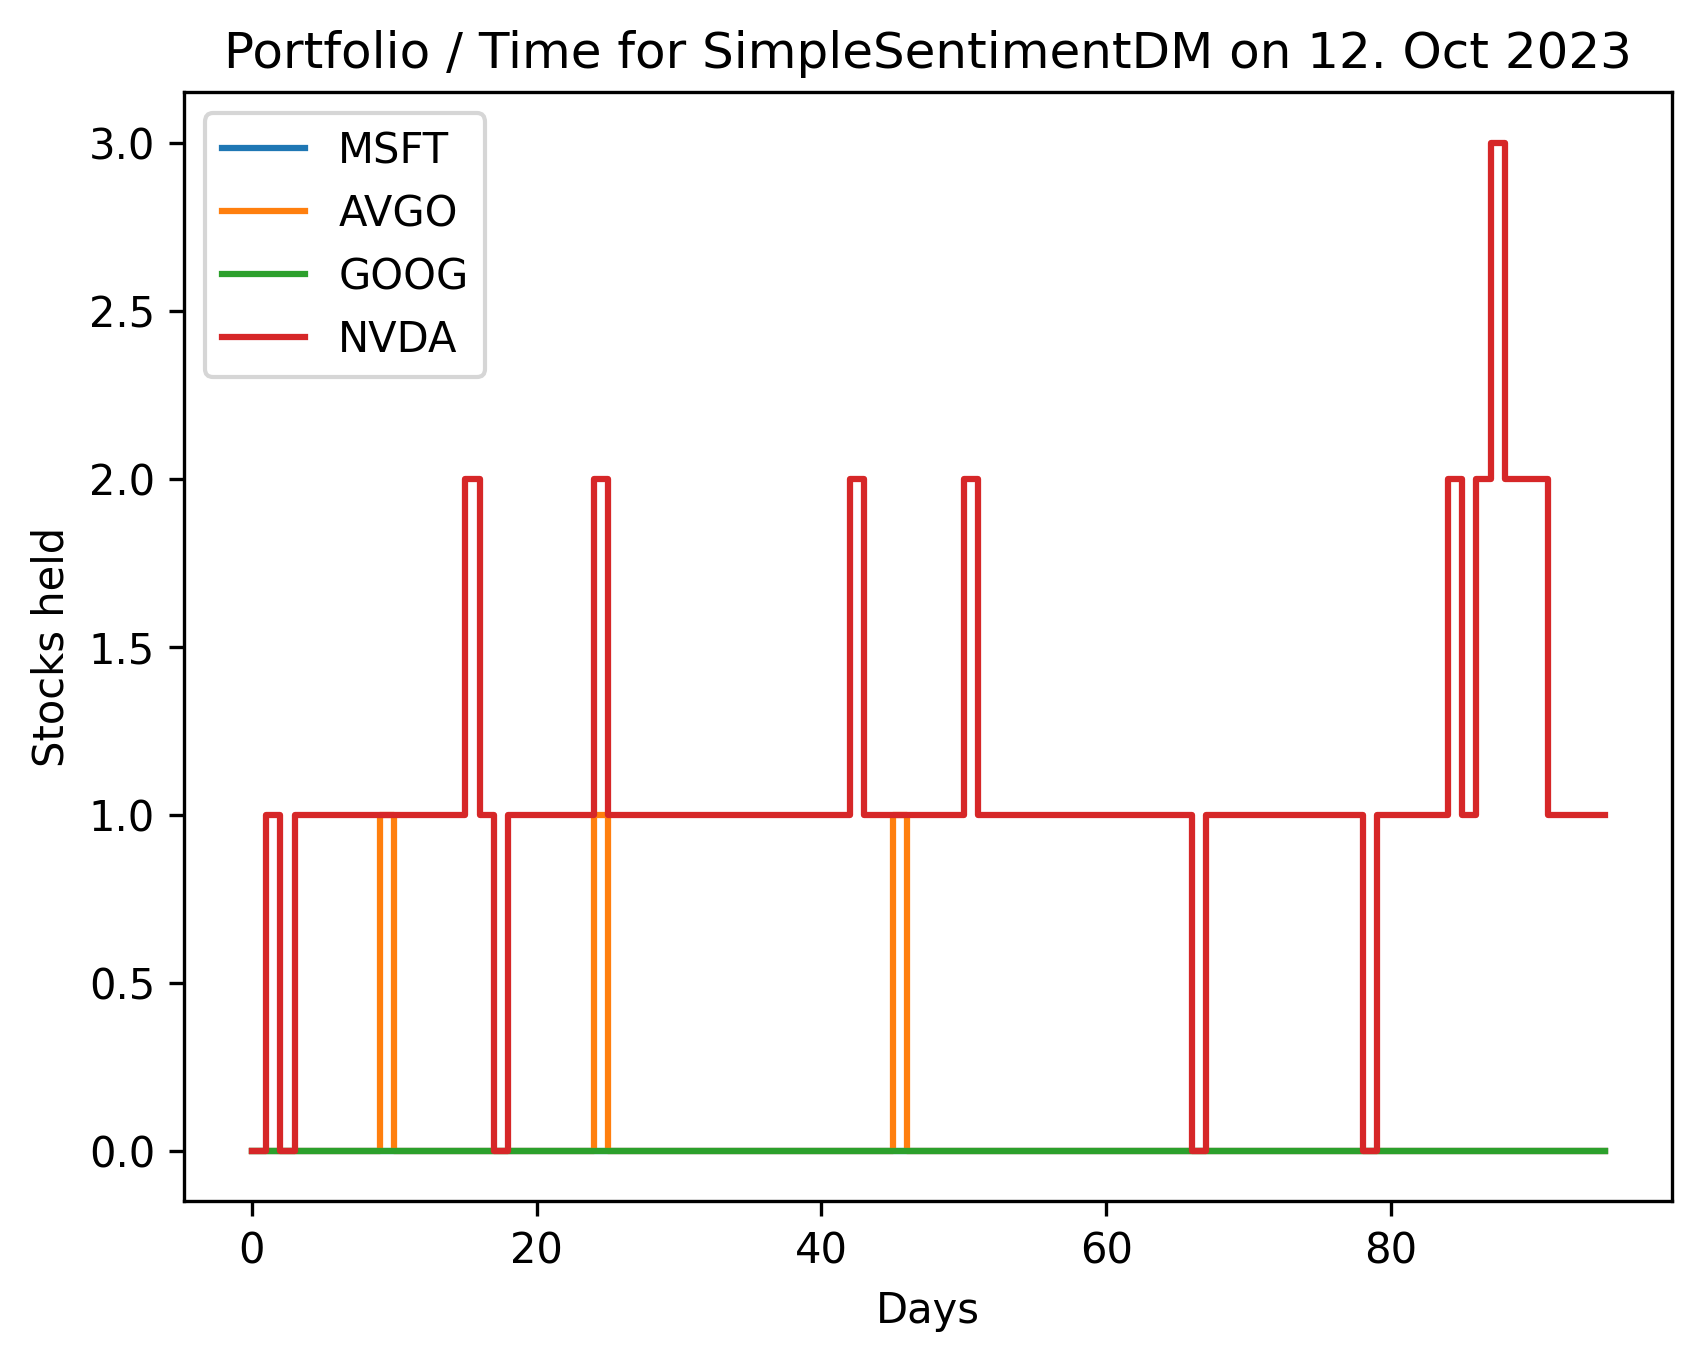 Portfolio / Time for SimpleSentimentDM on 12. Oct 2023
MSFT
AVGO
GOOG
NVDA
3.0
2.5
2.0
1.5
1.0
0.5
0.0
Stocks held
0 20 40 60 80
Days